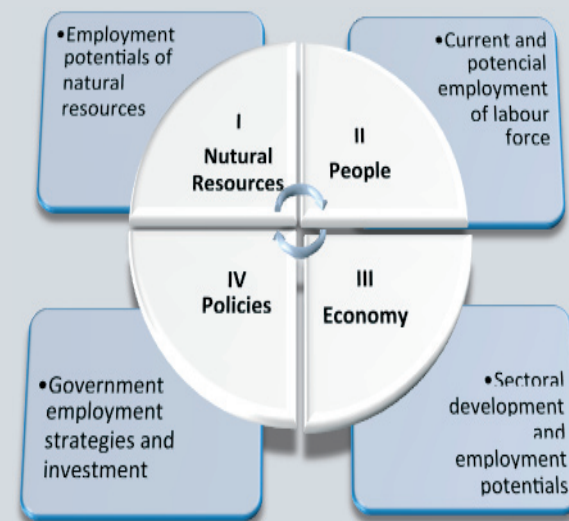 •Employment
potentials of
natural
resources
•Current and
potencial
employment
of labour
force
I
Nutural
Resources
II
People
IV
Policies
III
Economy
•Government
employment
strategies and
investment
•Sectoral
development
and
employment
potentials